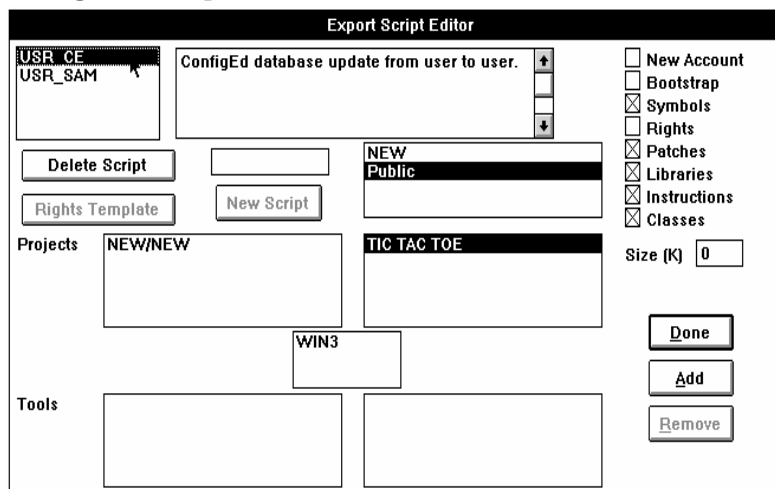 Export Script Editor
USR_CE
USR_SAM
ConfigEd database update from user to user.
New Account
Bootstrap
Symbols
Rights
Patches
Libraries
Instructions
Classes
Delete Script
Rights Template
New Script
NEW
Public
Size (K) 0
Projects
NEW/NEW
TIC TAC TOE
WIN3
Done
Add
Remove
Tools